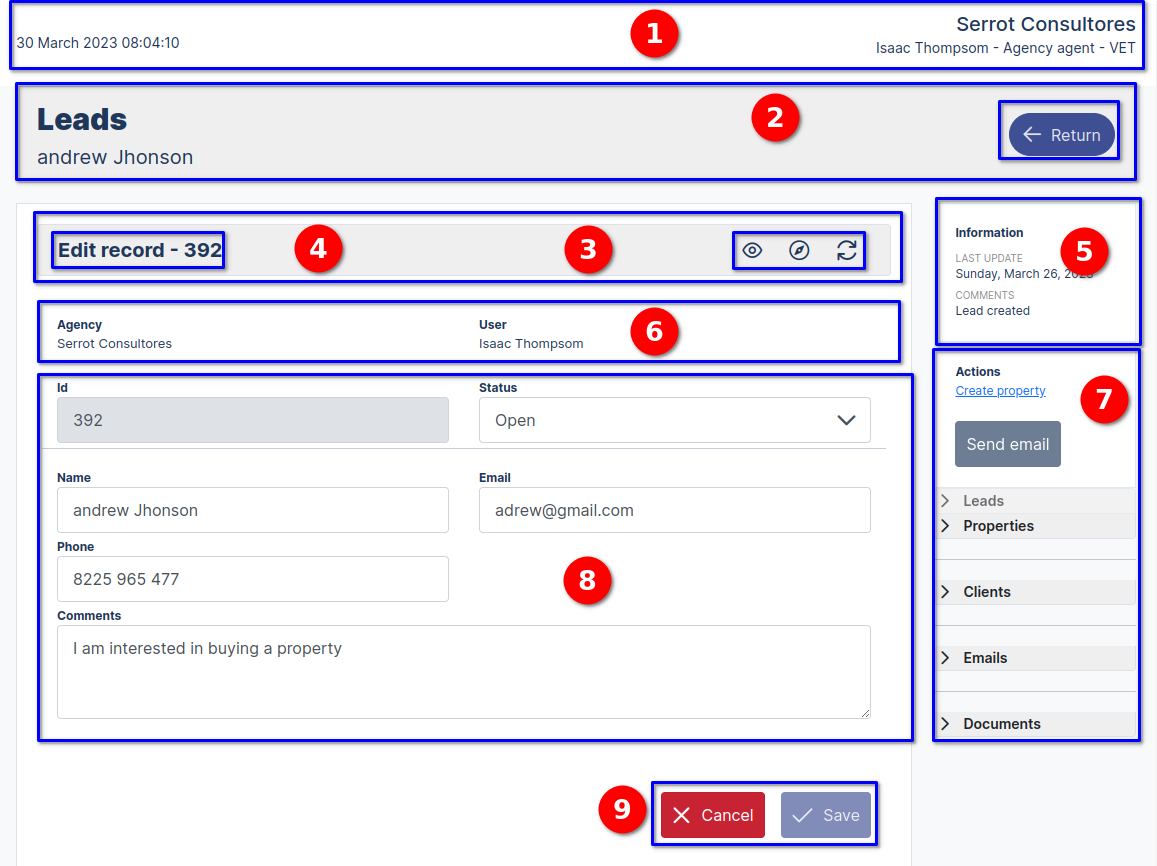 1
Serrot Consultores
30 March 2023 08:04:10
Isaac Thompsom - Agency agent - VET
2
Leads
andrew Jhonson
Return
Edit record - 392
4
3
Information
5
LAST UPDATE
Sunday, March 26, 2023
COMMENTS
Lead created
Agency
User
6
Serrot Consultores
Isaac Thompsom
Actions
Create property
7
Send email
Leads
Properties
Clients
Emails
Documents
Id
Status
392
Open
Name
Email
andrew Jhonson
adrew@gmail.com
Phone
8225 965 477
8
Comments
I am interested in buying a property
9
Cancel
Save